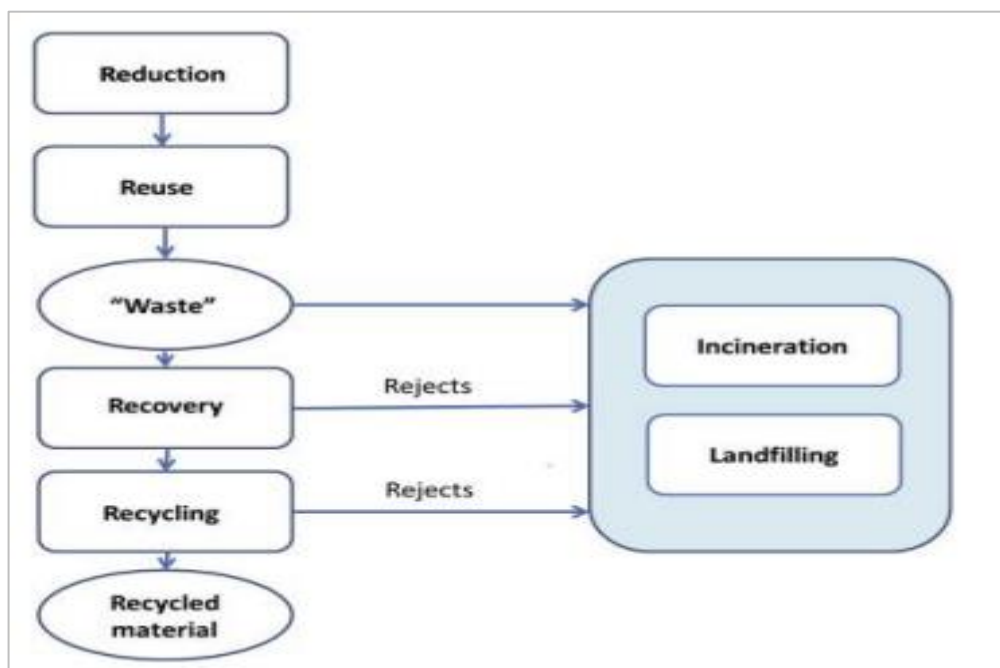 Reduction
Reuse
“Waste”
Incineration
Recovery
Rejects
Landfilling
Recycling
Rejects
Recycled
material